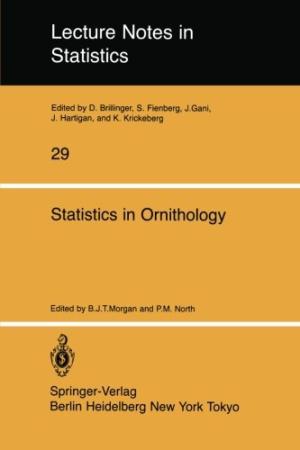 Lecture Notes in
Statistics
Edited by D. Brillinger, S. Fienberg, J.Gani,
J. Hartigan, and K. Krickeberg
29
Statistics in Ornithology
Edited by B.J.T.Morgan and P.M. North
Springer-Verlag
Berlin Heidelberg New York Tokyo